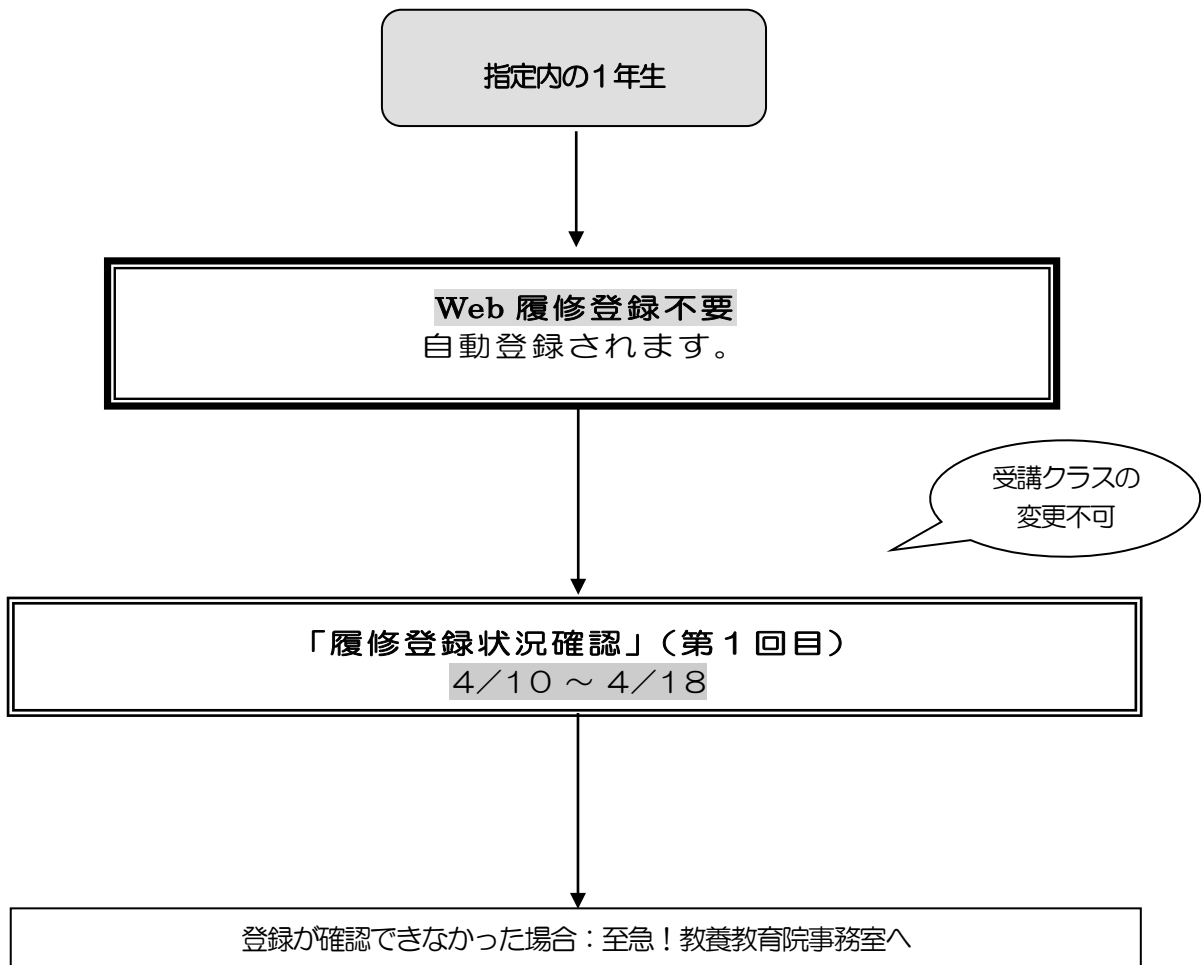 指定内の１年生
Web 履修登録不要
自動登録されます。
受講クラスの
変更不可
「履修登録状況確認」（第１回目）
４／１０ ～ ４／１８
登録が確認できなかった場合：至急！教養教育院事務室へ